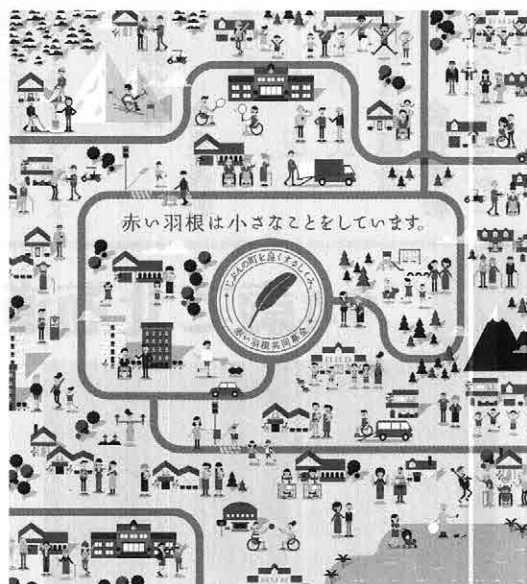 赤い羽根は小さなことをしています。
じぶんの町を良くするしくみ。
赤い羽根共同募金